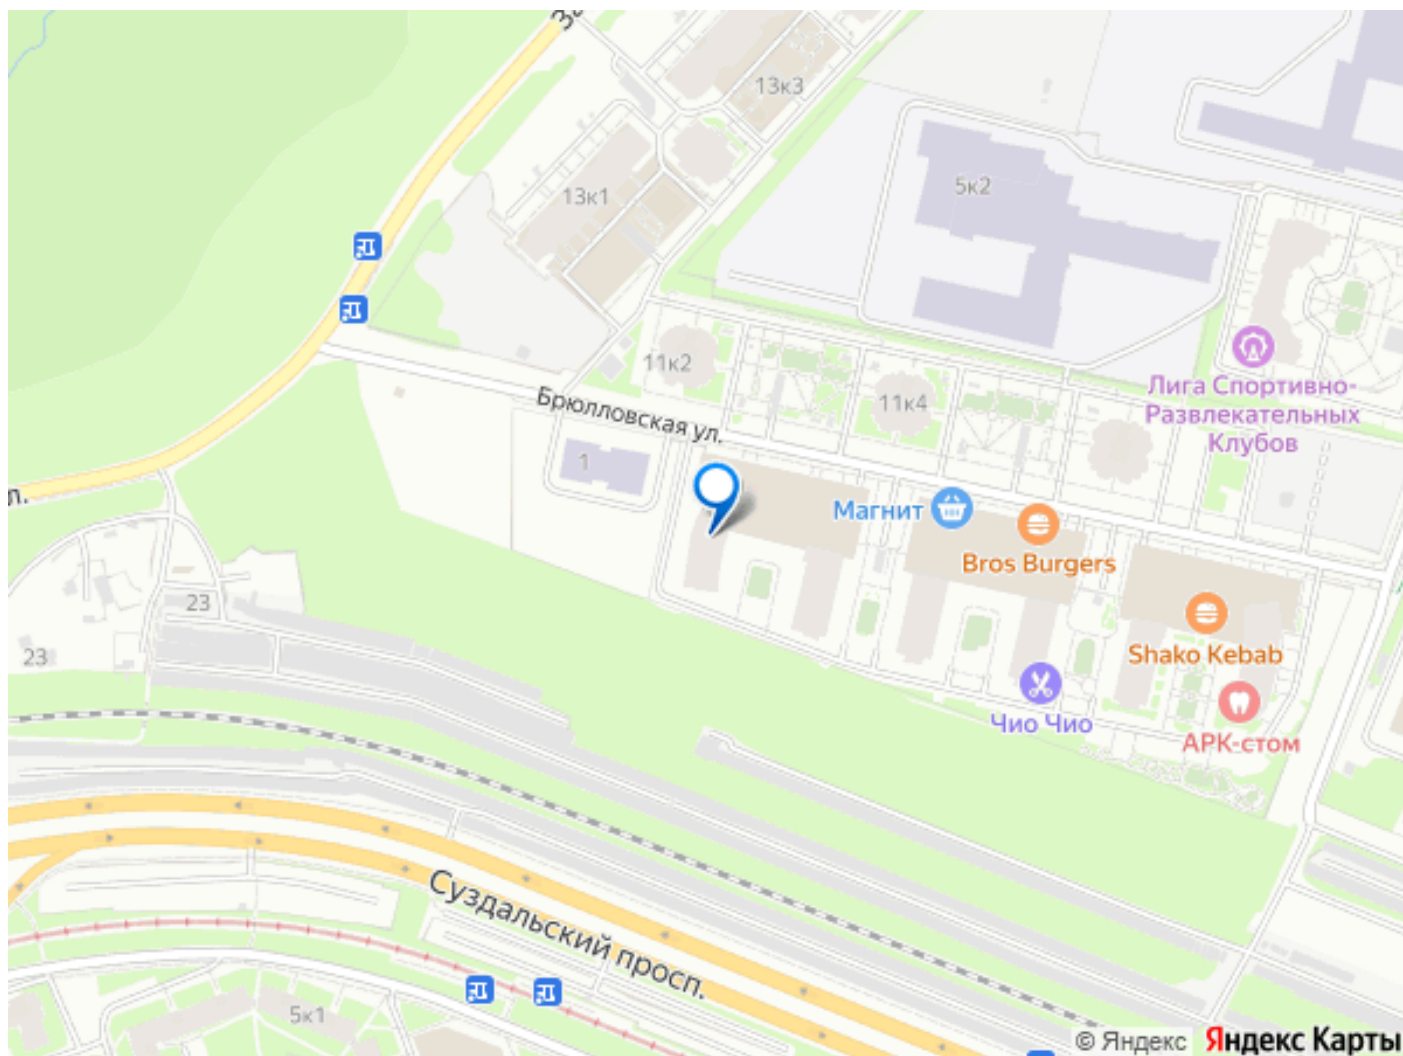 За
13к3
13к1
5к2
11к2
Лига Спортивно-
Развлекательных
Клубов
11к4
Брюлловская ул.
1
л.
Магнит
Bros Burgers
23
Shako Kebab
23
Чио Чио
АРК-стом
Суздальский просп.
5к1
© Яндекс Яндекс Карты